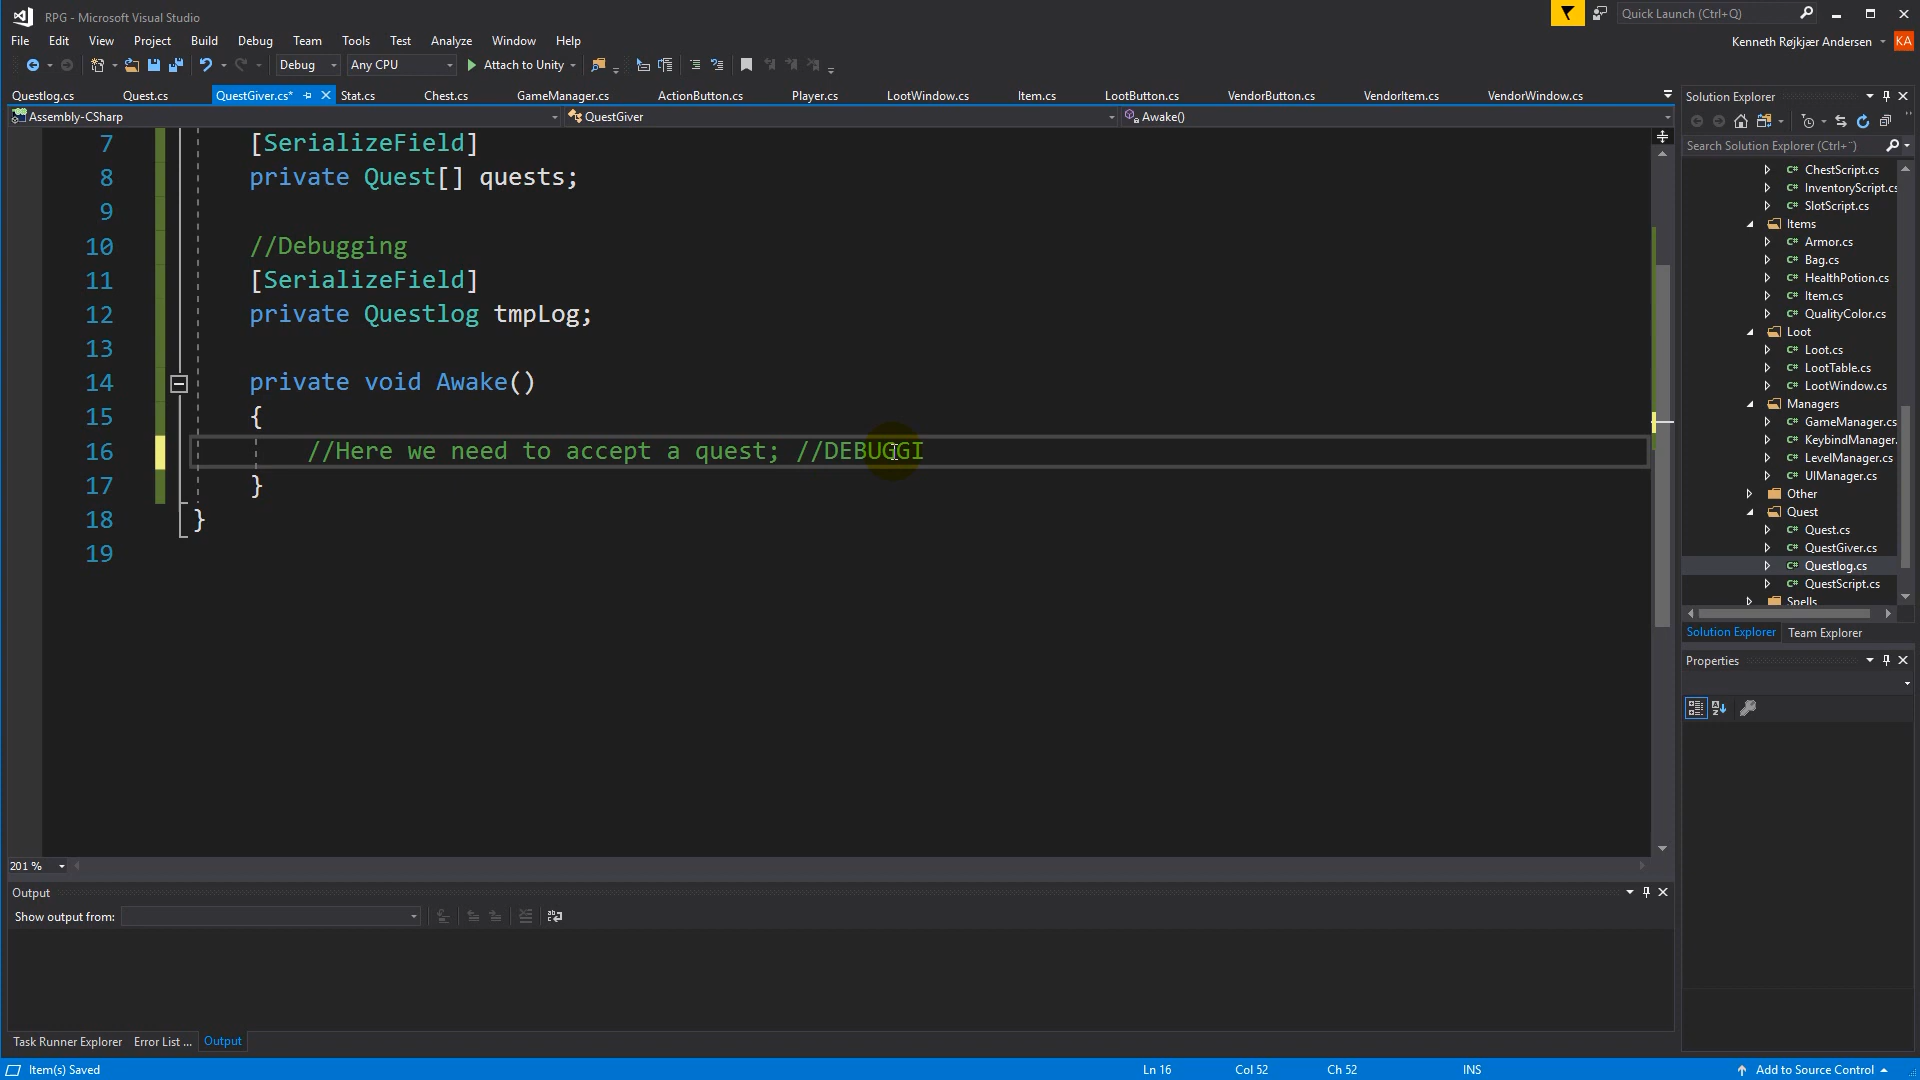 RPG - Microsoft Visual Studio
Quick Launch (Ctrl+Q)
File Edit View Project Build Debug Team Tools Test Analyze Window Help
Kenneth Røjkjær Andersen KA
Debug Any CPU Attach to Unity
Questlog.cs Quest.cs QuestGiver.cs* Stat.cs Chest.cs GameManager.cs ActionButton.cs Player.cs LootWindow.cs Item.cs LootButton.cs VendorButton.cs VendorItem.cs VendorWindow.cs
Assembly-CSharp QuestGiver Awake()
7 [SerializeField]
8 private Quest[] quests;
9
10 //Debugging
11 [SerializeField]
12 private Questlog tmpLog;
13
14 private void Awake()
15 {
16 //Here we need to accept a quest; //DEBUGGI
17 }
18 }
19
201 %
Output
Show output from:
Task Runner Explorer Error List ... Output
Solution Explorer
Search Solution Explorer (Ctrl+¨)
ChestScript.cs
InventoryScript.cs
SlotScript.cs
Items
Armor.cs
Bag.cs
HealthPotion.cs
Item.cs
QualityColor.cs
Loot
Loot.cs
LootTable.cs
LootWindow.cs
Managers
GameManager.cs
KeybindManager.
LevelManager.cs
UIManager.cs
Other
Quest
Quest.cs
QuestGiver.cs
Questlog.cs
QuestScript.cs
Spells
Solution Explorer Team Explorer
Properties
Item(s) Saved Ln 16 Col 52 Ch 52 INS Add to Source Control